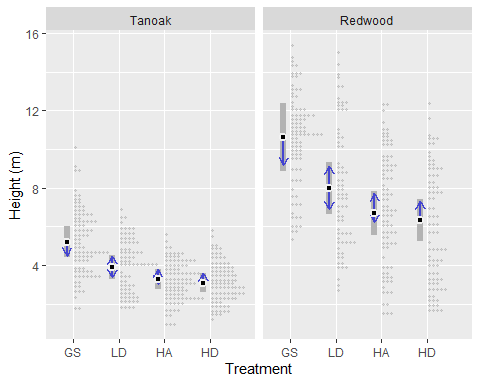 Tanoak Redwood
16
12
8
4
Height (m)
GS LD HA HD GS LD HA HD
Treatment